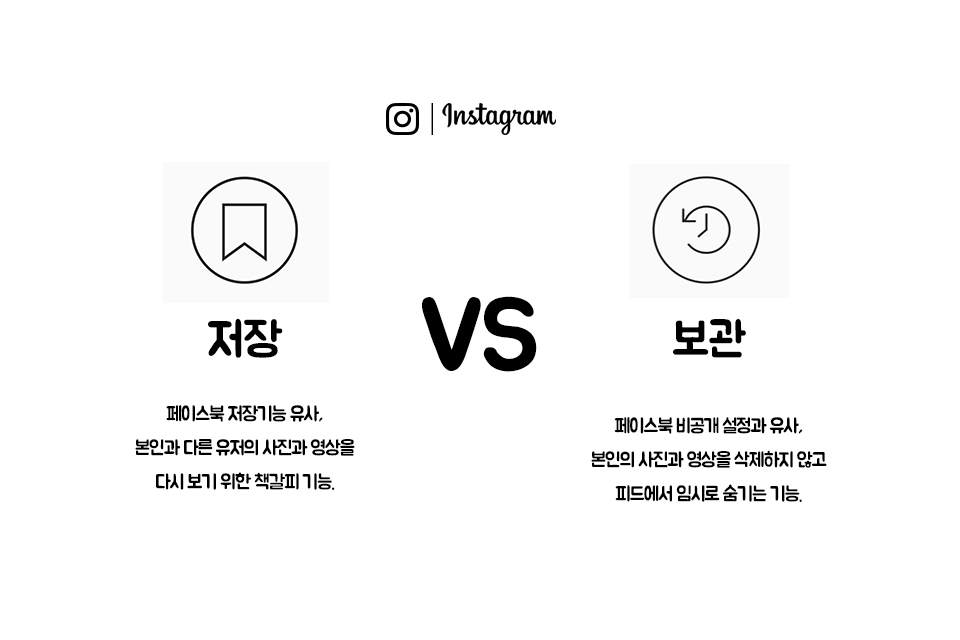 Instagram
저장
VS
보관
페이스북 저장기능 유사,
본인과 다른 유저의 사진과 영상을
다시 보기 위한 책갈피 기능.
페이스북 비공개 설정과 유사,
본인의 사진과 영상을 삭제하지 않고
피드에서 임시로 숨기는 기능.